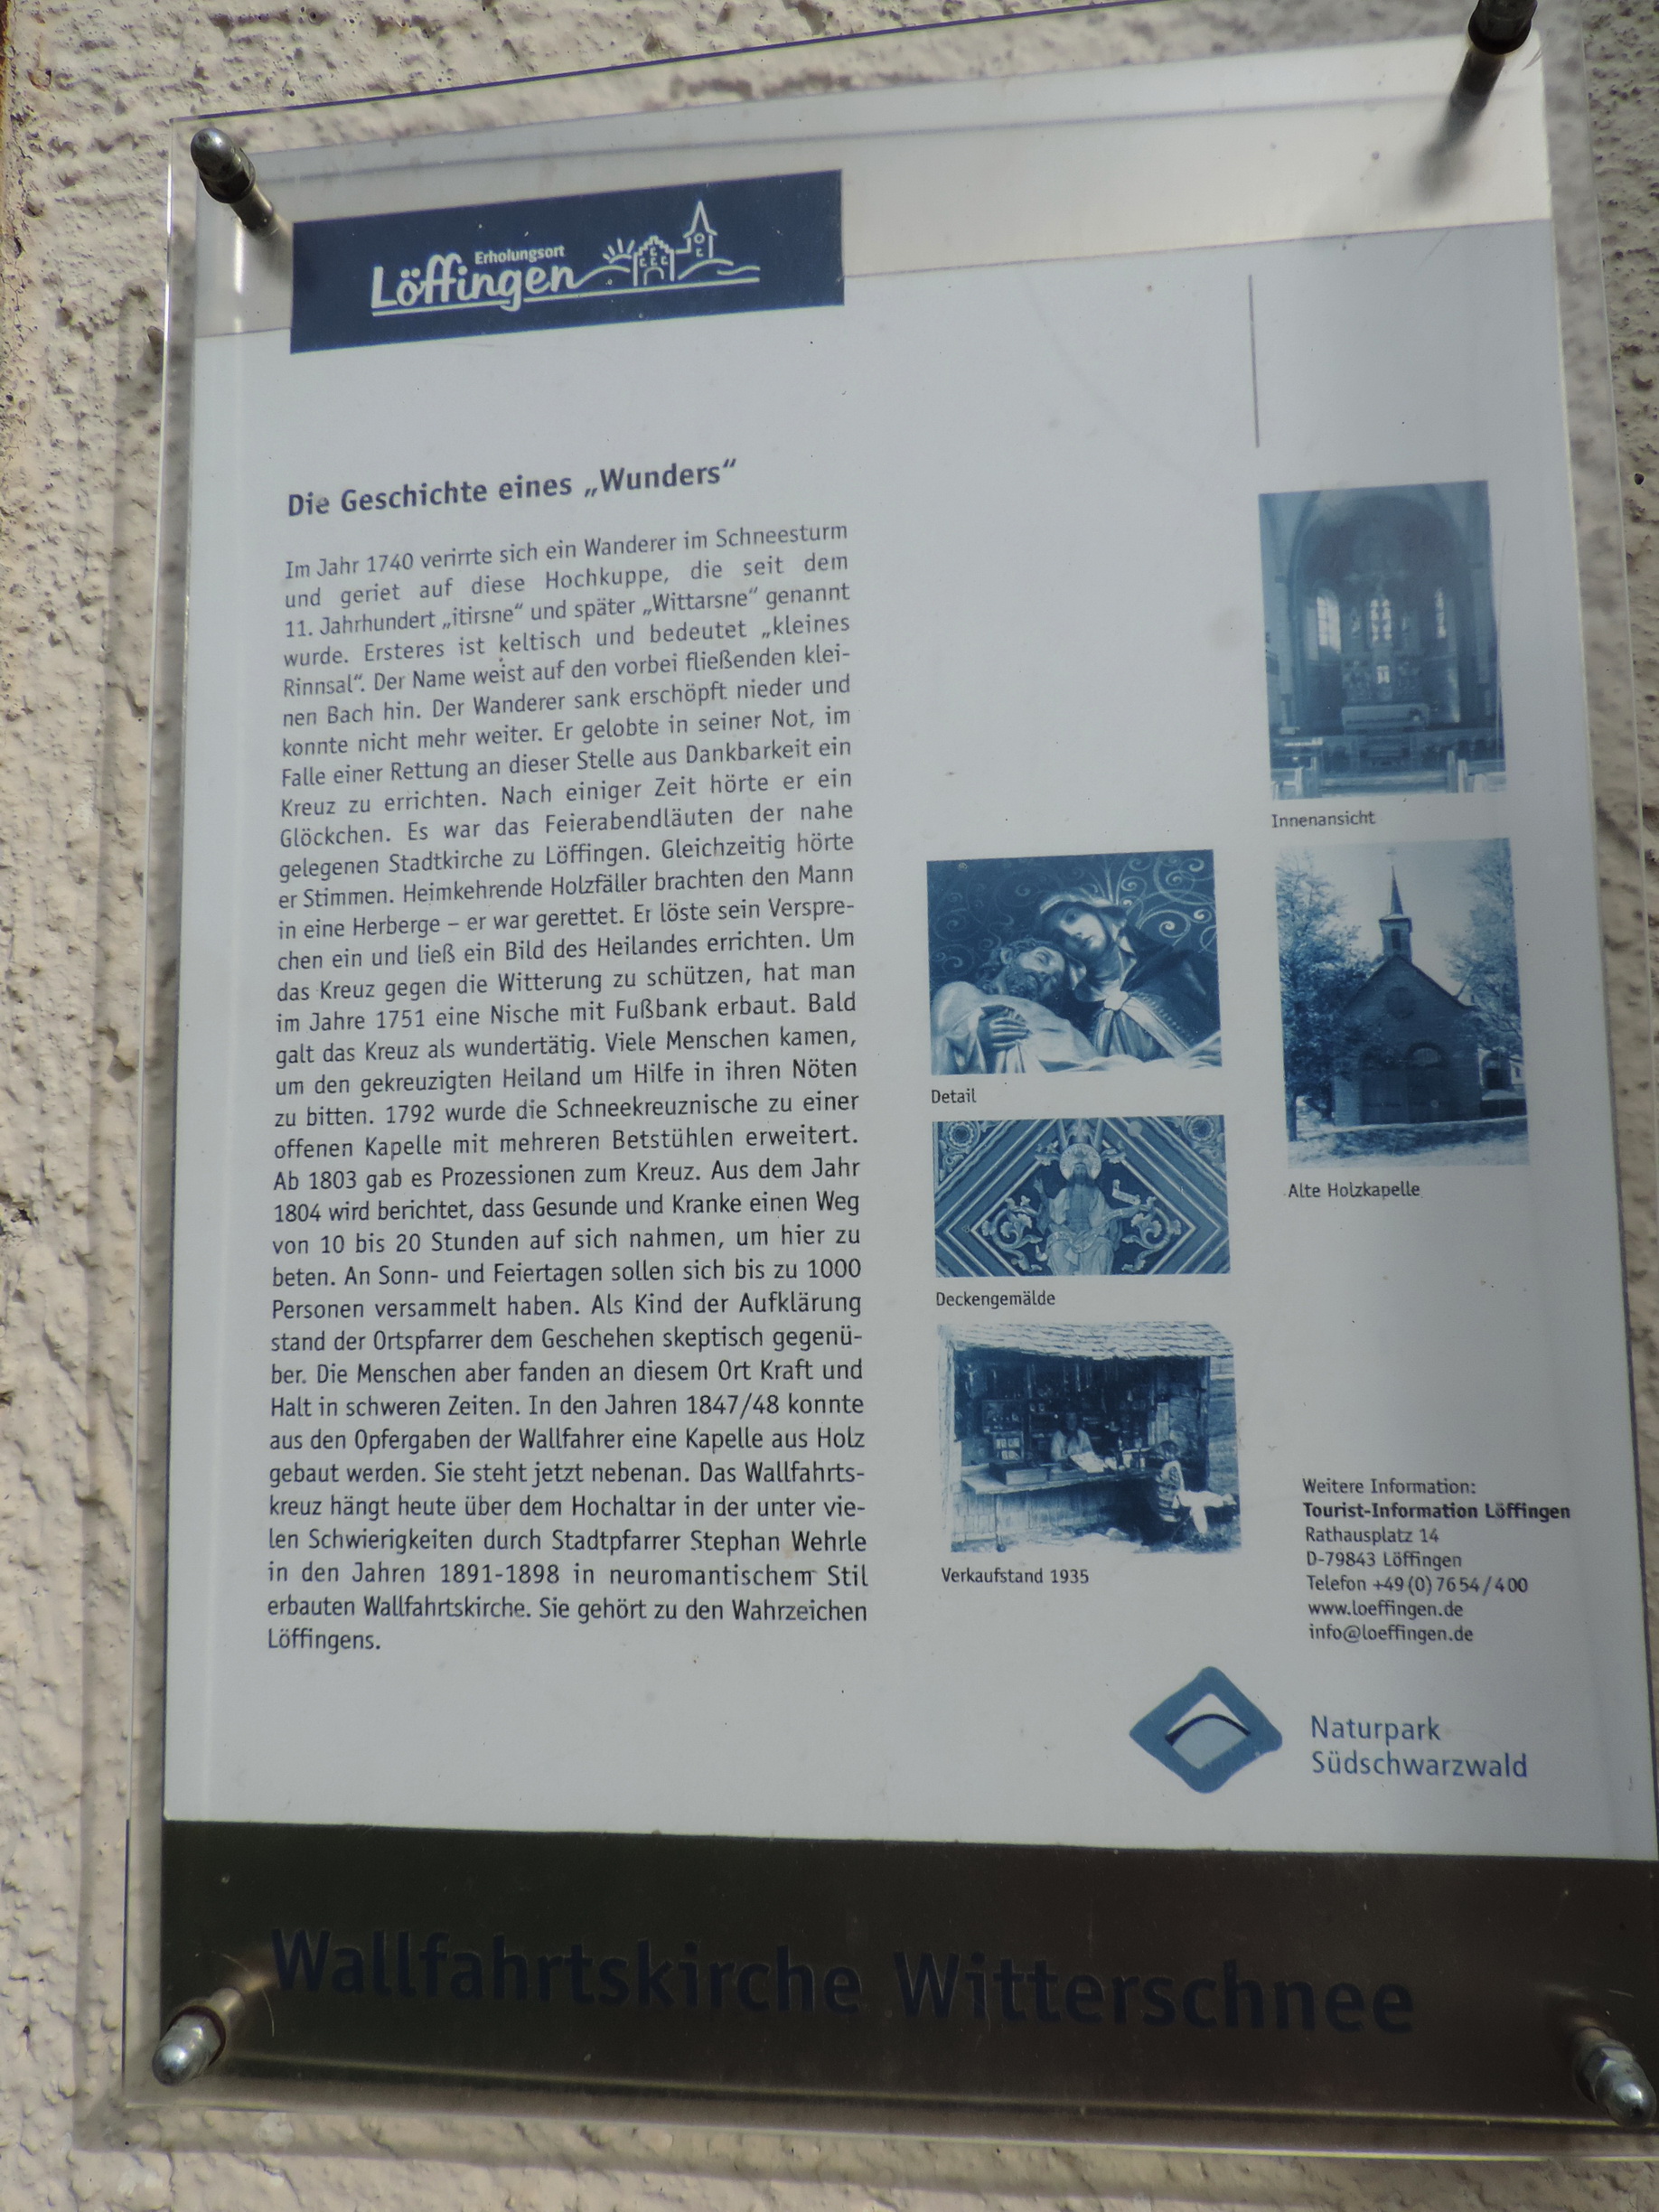 Erholungsort
Löffingen
Die Geschichte eines „Wunders“
Im Jahr 1740 verirrte sich ein Wanderer im Schneesturm
und geriet auf diese Hochkuppe, die seit dem
11. Jahrhundert „itirsne“ und später „Wittarsne“ genannt
wurde. Ersteres ist keltisch und bedeutet „kleines
Rinnsal“. Der Name weist auf den vorbei fließenden klei-
nen Bach hin. Der Wanderer sank erschöpft nieder und
konnte nicht mehr weiter. Er gelobte in seiner Not, im
Falle einer Rettung an dieser Stelle aus Dankbarkeit ein
Kreuz zu errichten. Nach einiger Zeit hörte er ein
Glöckchen. Es war das Feierabendläuten der nahe
gelegenen Stadtkirche zu Löffingen. Gleichzeitig hörte
er Stimmen. Heimkehrende Holzfäller brachten den Mann
in eine Herberge – er war gerettet. Er löste sein Verspre-
chen ein und ließ ein Bild des Heilandes errichten. Um
das Kreuz gegen die Witterung zu schützen, hat man
im Jahre 1751 eine Nische mit Fußbank erbaut. Bald
galt das Kreuz als wundertätig. Viele Menschen kamen,
um den gekreuzigten Heiland um Hilfe in ihren Nöten
zu bitten. 1792 wurde die Schneekreuznische zu einer
offenen Kapelle mit mehreren Betstühlen erweitert.
Ab 1803 gab es Prozessionen zum Kreuz. Aus dem Jahr
1804 wird berichtet, dass Gesunde und Kranke einen Weg
von 10 bis 20 Stunden auf sich nahmen, um hier zu
beten. An Sonn- und Feiertagen sollen sich bis zu 1000
Personen versammelt haben. Als Kind der Aufklärung
stand der Ortspfarrer dem Geschehen skeptisch gegenü-
ber. Die Menschen aber fanden an diesem Ort Kraft und
Halt in schweren Zeiten. In den Jahren 1847/48 konnte
aus den Opfergaben der Wallfahrer eine Kapelle aus Holz
gebaut werden. Sie steht jetzt nebenan. Das Wallfahrts-
kreuz hängt heute über dem Hochaltar in der unter vie-
len Schwierigkeiten durch Stadtpfarrer Stephan Wehrle
in den Jahren 1891-1898 in neuromantischem Stil
erbauten Wallfahrtskirche. Sie gehört zu den Wahrzeichen
Löffingens.
Innenansicht
Detail
Alte Holzkapelle
Deckengemälde
Verkaufstand 1935
Weitere Information:
Tourist-Information Löffingen
Rathausplatz 14
D-79843 Löffingen
Telefon +49(0)7654/400
www.loeffingen.de
info@loeffingen.de
Naturpark
Südschwarzwald
Wallfahrtskirche Witterschnee